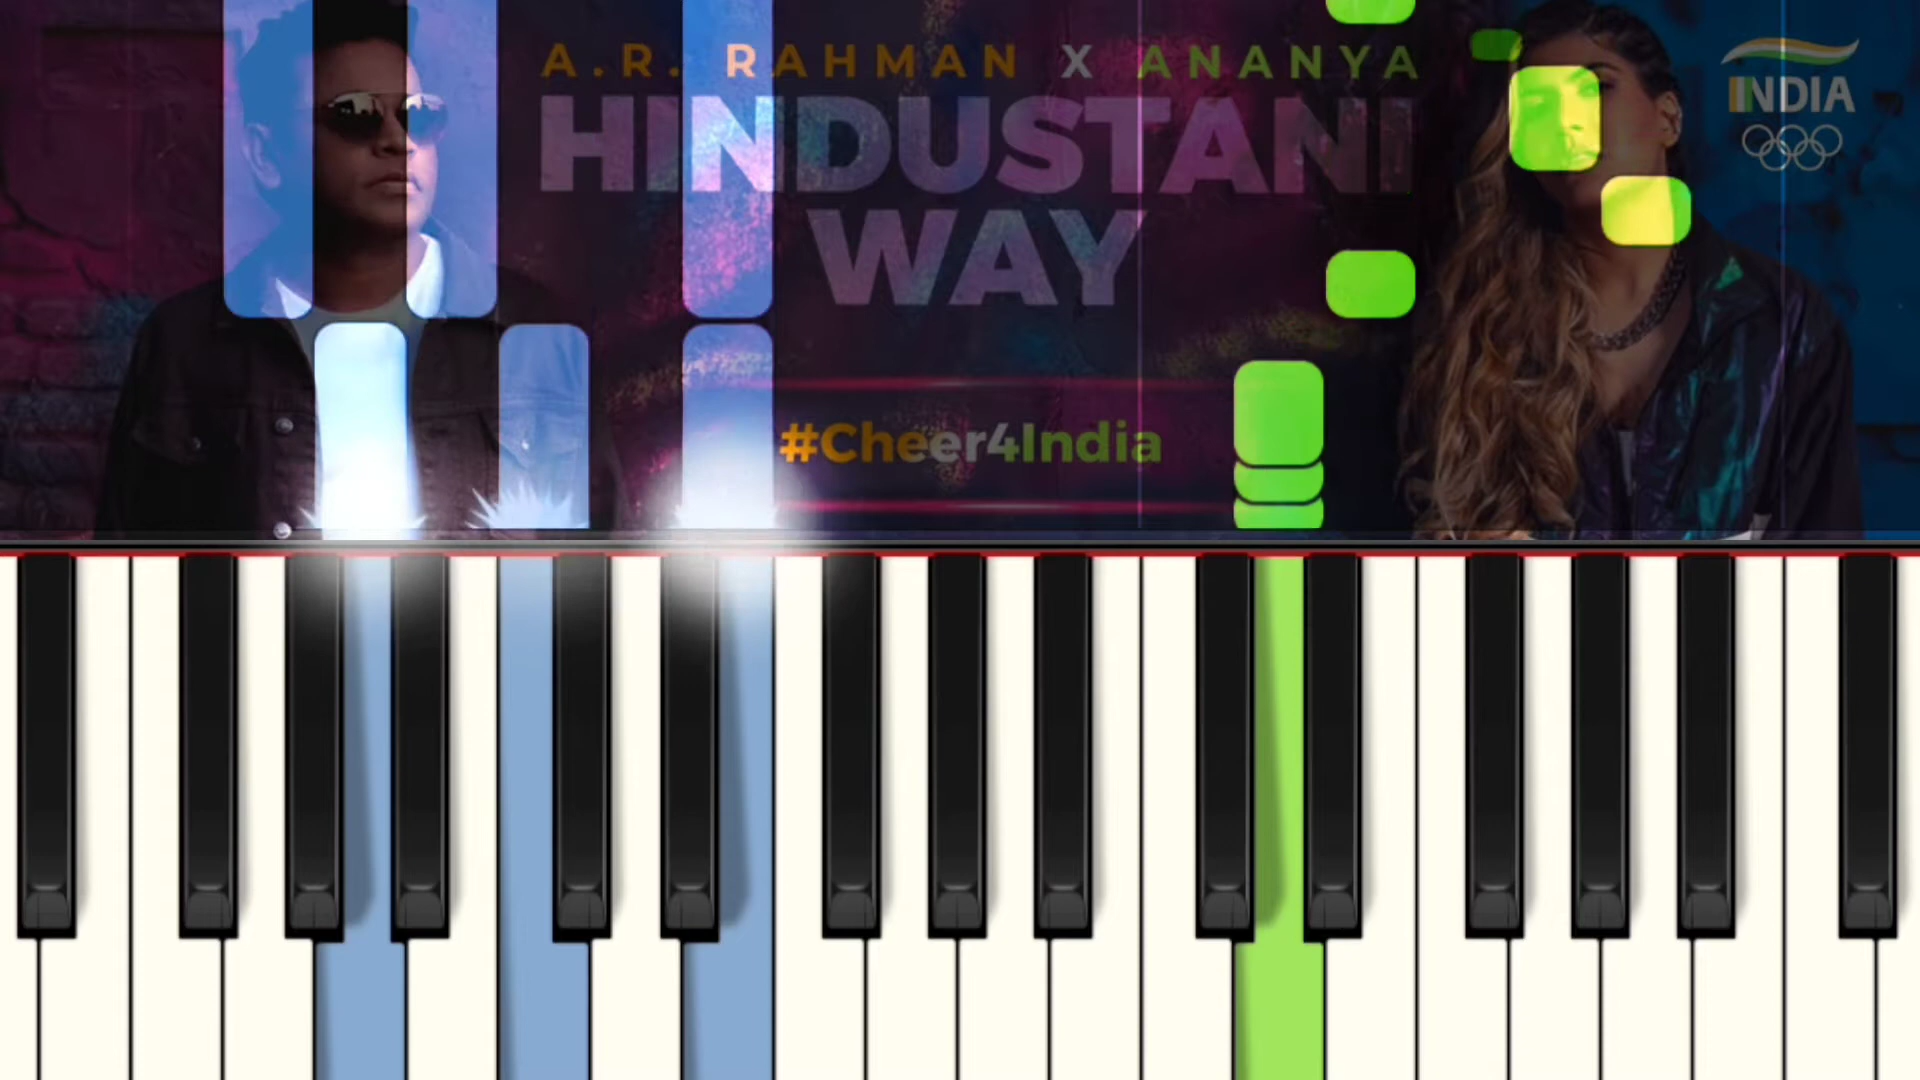 A.R. RAHMAN X ANANYA
HINDUSTANI
WAY
#Cheer4India
INDIA